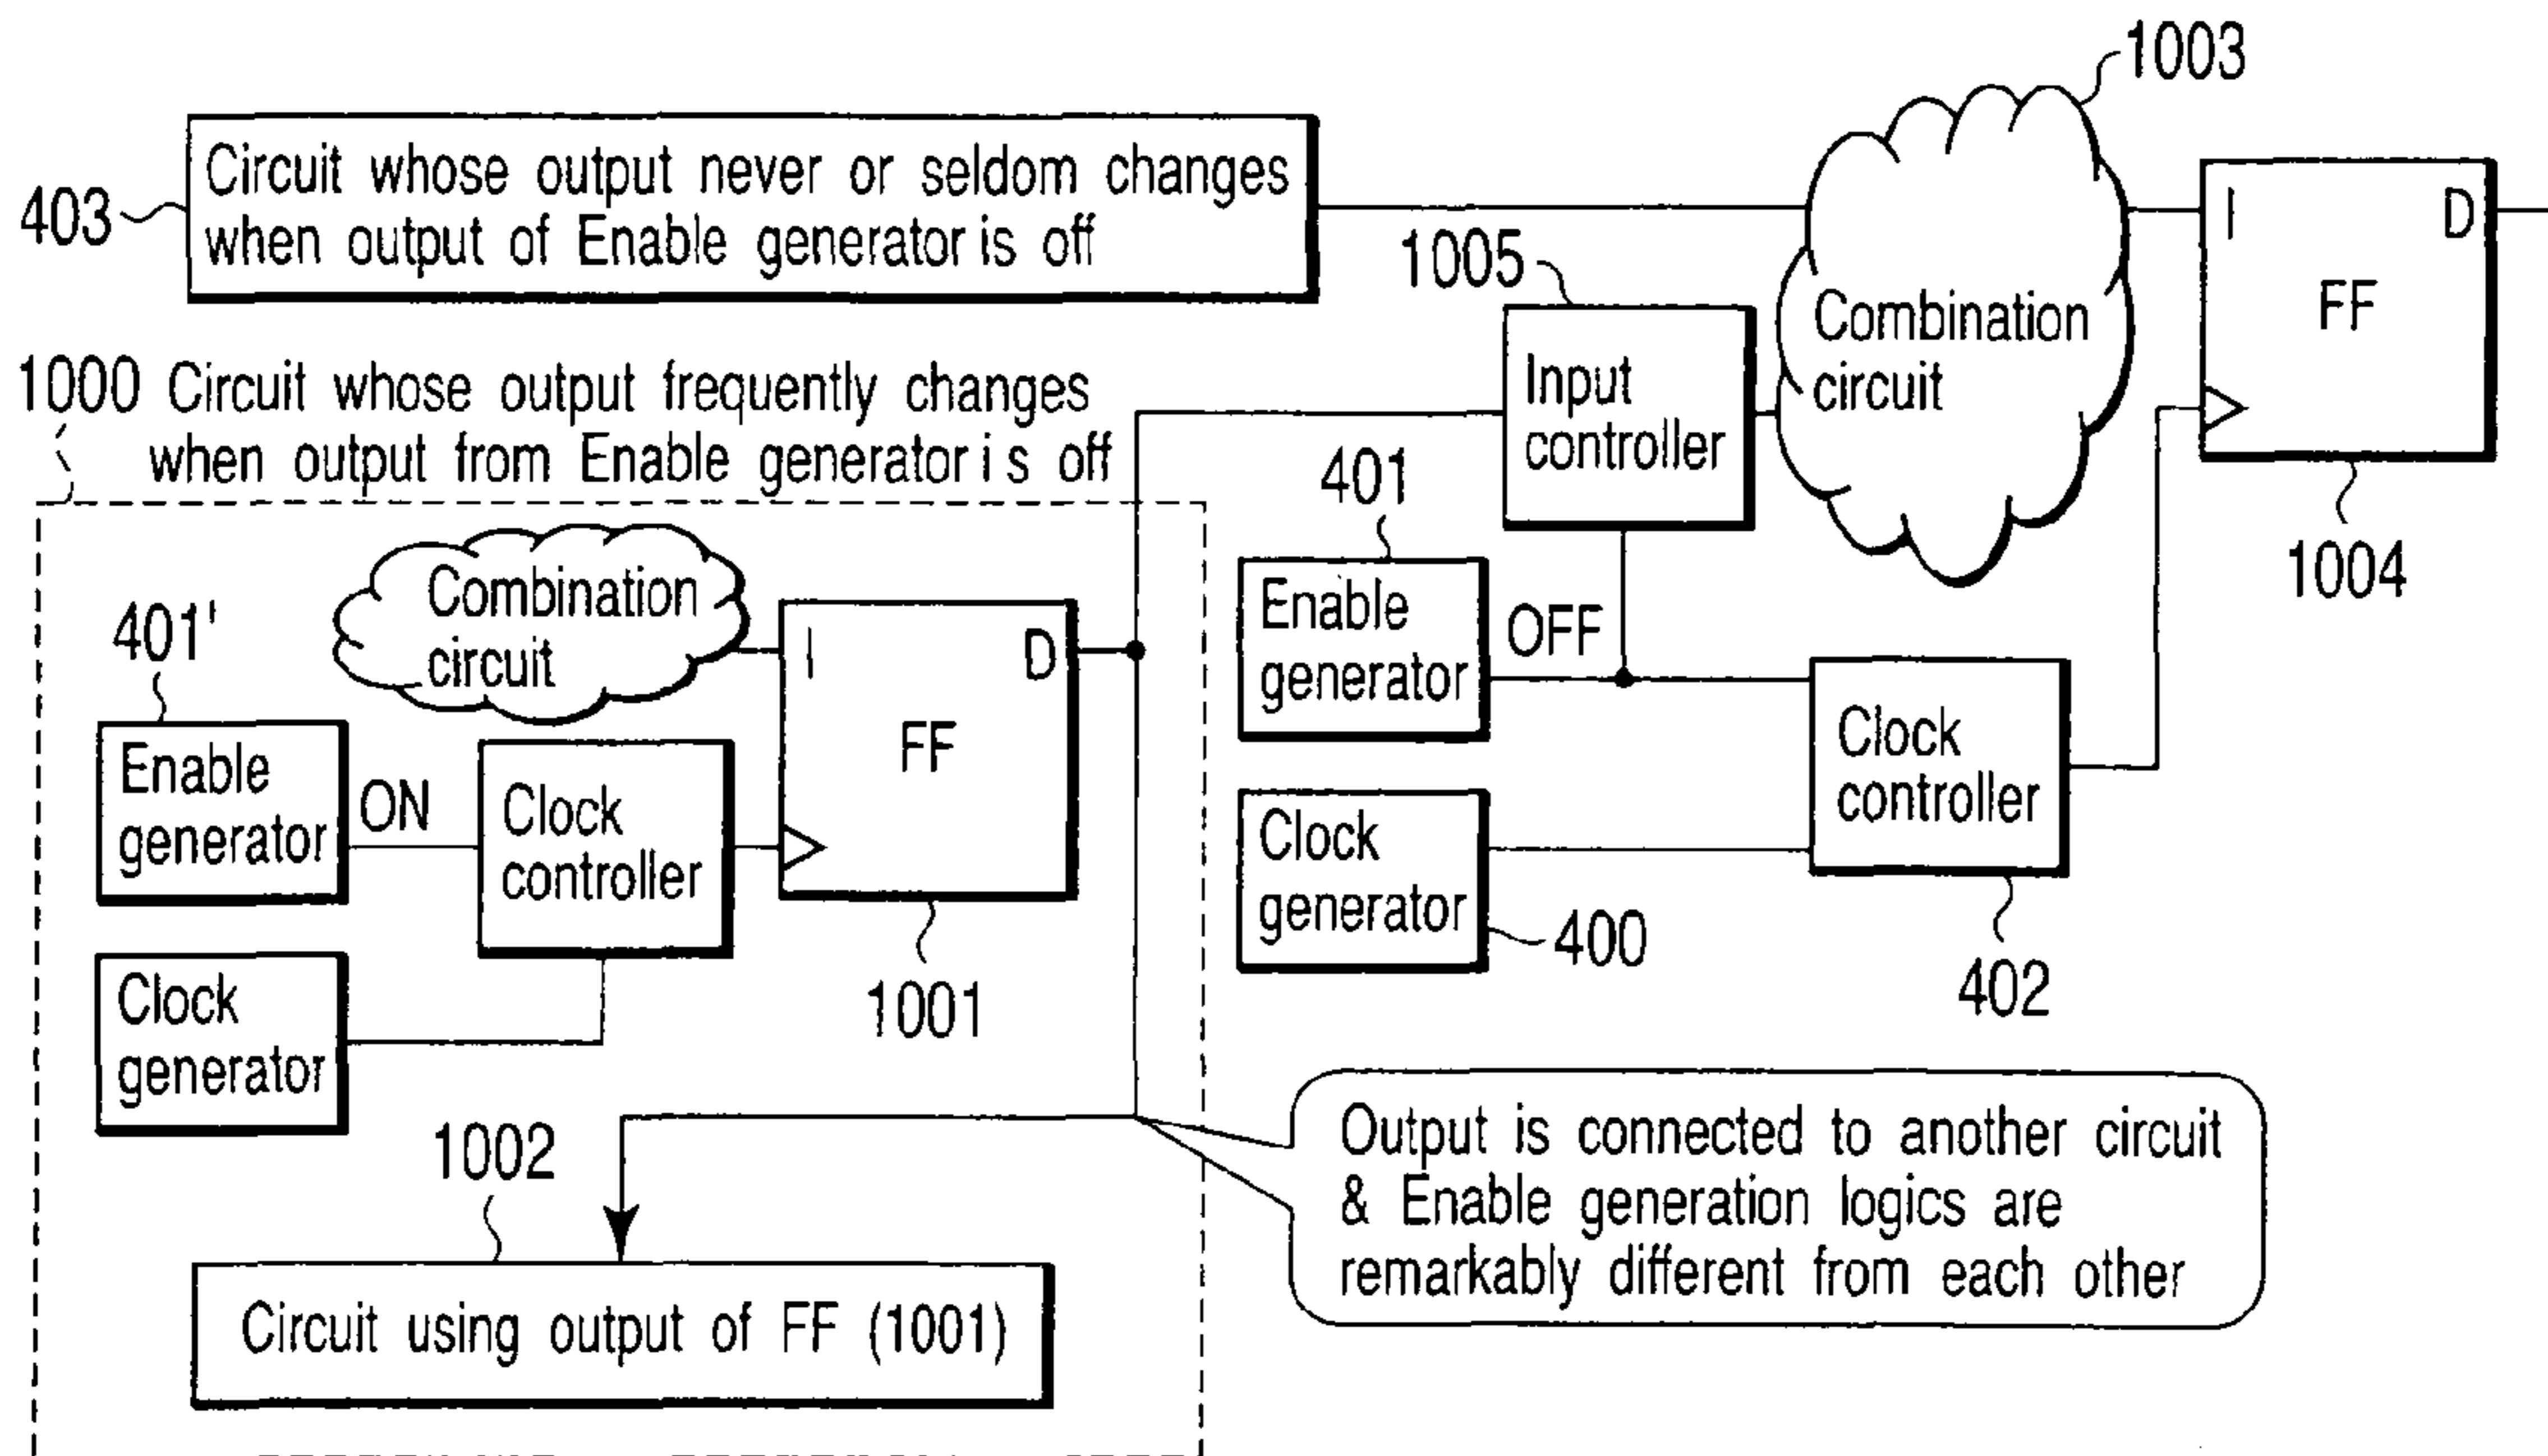 1003
Circuit whose output never or seldom changes
when output of Enable generator is off
403
I
D
FF
1004
1005
Input
controller
Combination
circuit
1000 Circuit whose output frequently changes
when output from Enable generator is off
401
Enable
generator
OFF
Clock
controller
402
Clock
generator
400
Combination
circuit
401'
Enable
generator
ON
Clock
controller
I
D
FF
1001
Clock
generator
1002
Circuit using output of FF (1001)
Output is connected to another circuit
& Enable generation logics are
remarkably different from each other